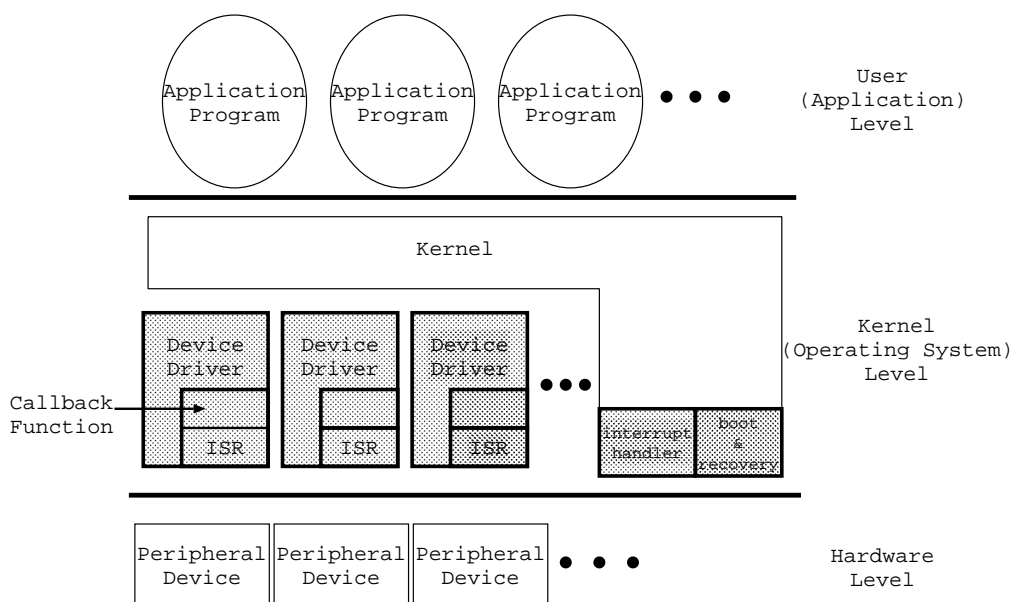 Application
Program
Application
Program
Application
Program
User
(Application)
Level
Kernel
Device
Driver
Device
Driver
Device
Driver
Kernel
(Operating System)
Level
Callback
Function
ISR
ISR
ISR
interrupt
handler
boot
&
recovery
Peripheral
Device
Peripheral
Device
Peripheral
Device
Hardware
Level